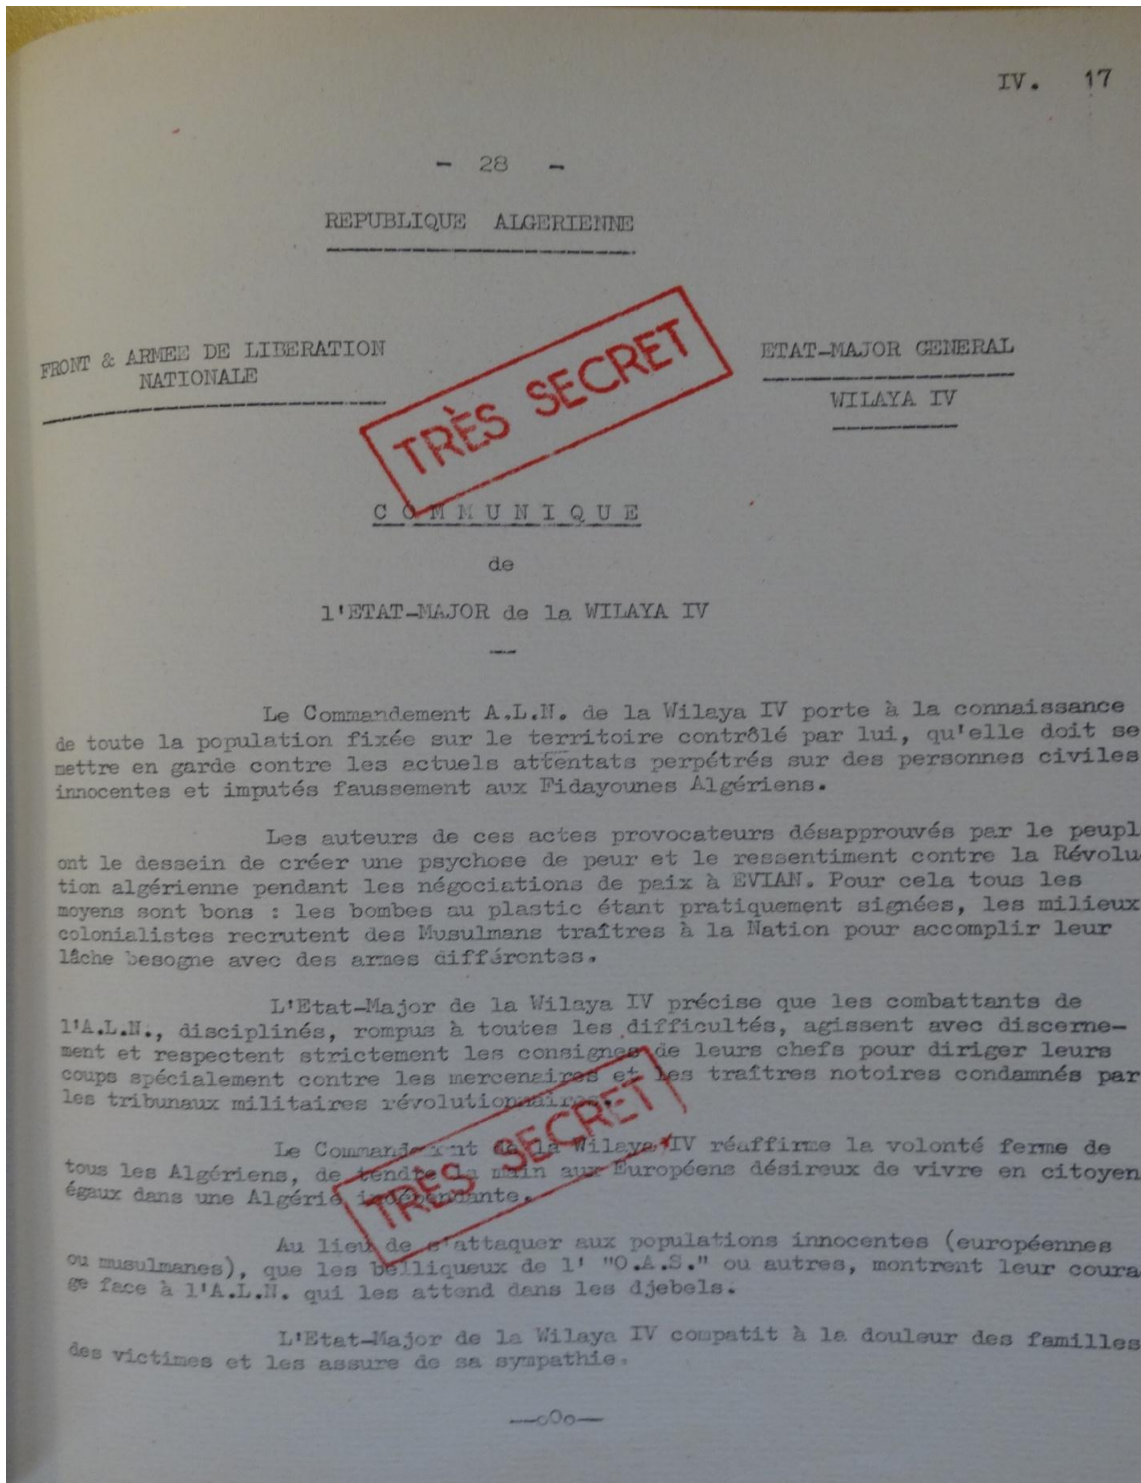 IV. 17
- 28 -
REPUBLIQUE ALGERIENNE
FRONT & ARMEE DE LIBERATION
NATIONALE
ETAT-MAJOR GENERAL
WILAYA IV
TRÈS SECRET
COMMUNIQUE
de
l'ETAT-MAJOR de la WILAYA IV
Le Commandement A.L.N. de la Wilaya IV porte à la connaissance
de toute la population fixée sur le territoire contrôlé par lui, qu'elle doit se
mettre en garde contre les actuels attentats perpétrés sur des personnes civiles
innocentes et imputés faussement aux Fidayounes Algériens.
Les auteurs de ces actes provocateurs désapprouvés par le peupl
ont le dessein de créer une psychose de peur et le ressentiment contre la Révolu
tion algérienne pendant les négociations de paix à EVIAN. Pour cela tous les
moyens sont bons : les bombes au plastic étant pratiquement signées, les milieux
colonialistes recrutent des Musulmans traîtres à la Nation pour accomplir leur
lâche besogne avec des armes différentes.
L'Etat-Major de la Wilaya IV précise que les combattants de
l'A.L.N., disciplinés, rompus à toutes les difficultés, agissent avec discerne-
ment et respectent strictement les consignes de leurs chefs pour diriger leurs
coups spécialement contre les mercenaires et les traîtres notoires condamnés par
les tribunaux militaires révolutionnaires.
TRÈS SECRET
Le Commandement de la Wilaya IV réaffirme la volonté ferme de
tous les Algériens, de tendre la main aux Européens désireux de vivre en citoyen
égaux dans une Algérie indépendante.
Au lieu de s'attaquer aux populations innocentes (européennes
ou musulmanes), que les belliqueux de l' "O.A.S." ou autres, montrent leur coura
ge face à l'A.L.N. qui les attend dans les djebels.
L'Etat-Major de la Wilaya IV compatit à la douleur des familles
des victimes et les assure de sa sympathie.
—oOo—